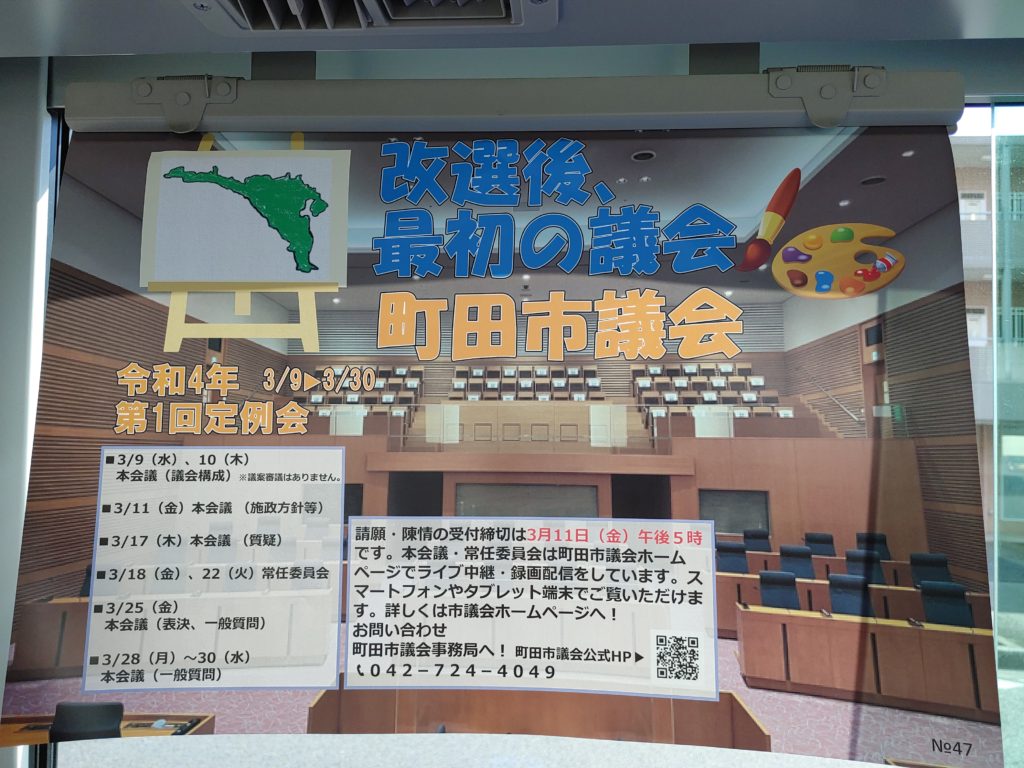 改選後、
最初の議会
町田市議会
令和4年 3/9▶3/30
第1回定例会
■3/9（水）、10（木）
本会議（議会構成）※議案審議はありません。
■3/11（金）本会議 （施政方針等）
■3/17（木）本会議 （質疑）
■3/18（金）、22（火）常任委員会
■3/25（金）
本会議（表決、一般質問）
■3/28（月）～30（水）
本会議（一般質問）
請願・陳情の受付締切は3月11日（金）午後５時
です。本会議・常任委員会は町田市議会ホーム
ページでライブ中継・録画配信をしています。ス
マートフォンやタブレット端末でご覧いただけま
す。詳しくは市議会ホームページへ！
お問い合わせ
町田市議会事務局へ！ 町田市議会公式HP▶
📞０４２－７２４－４０４９
№47